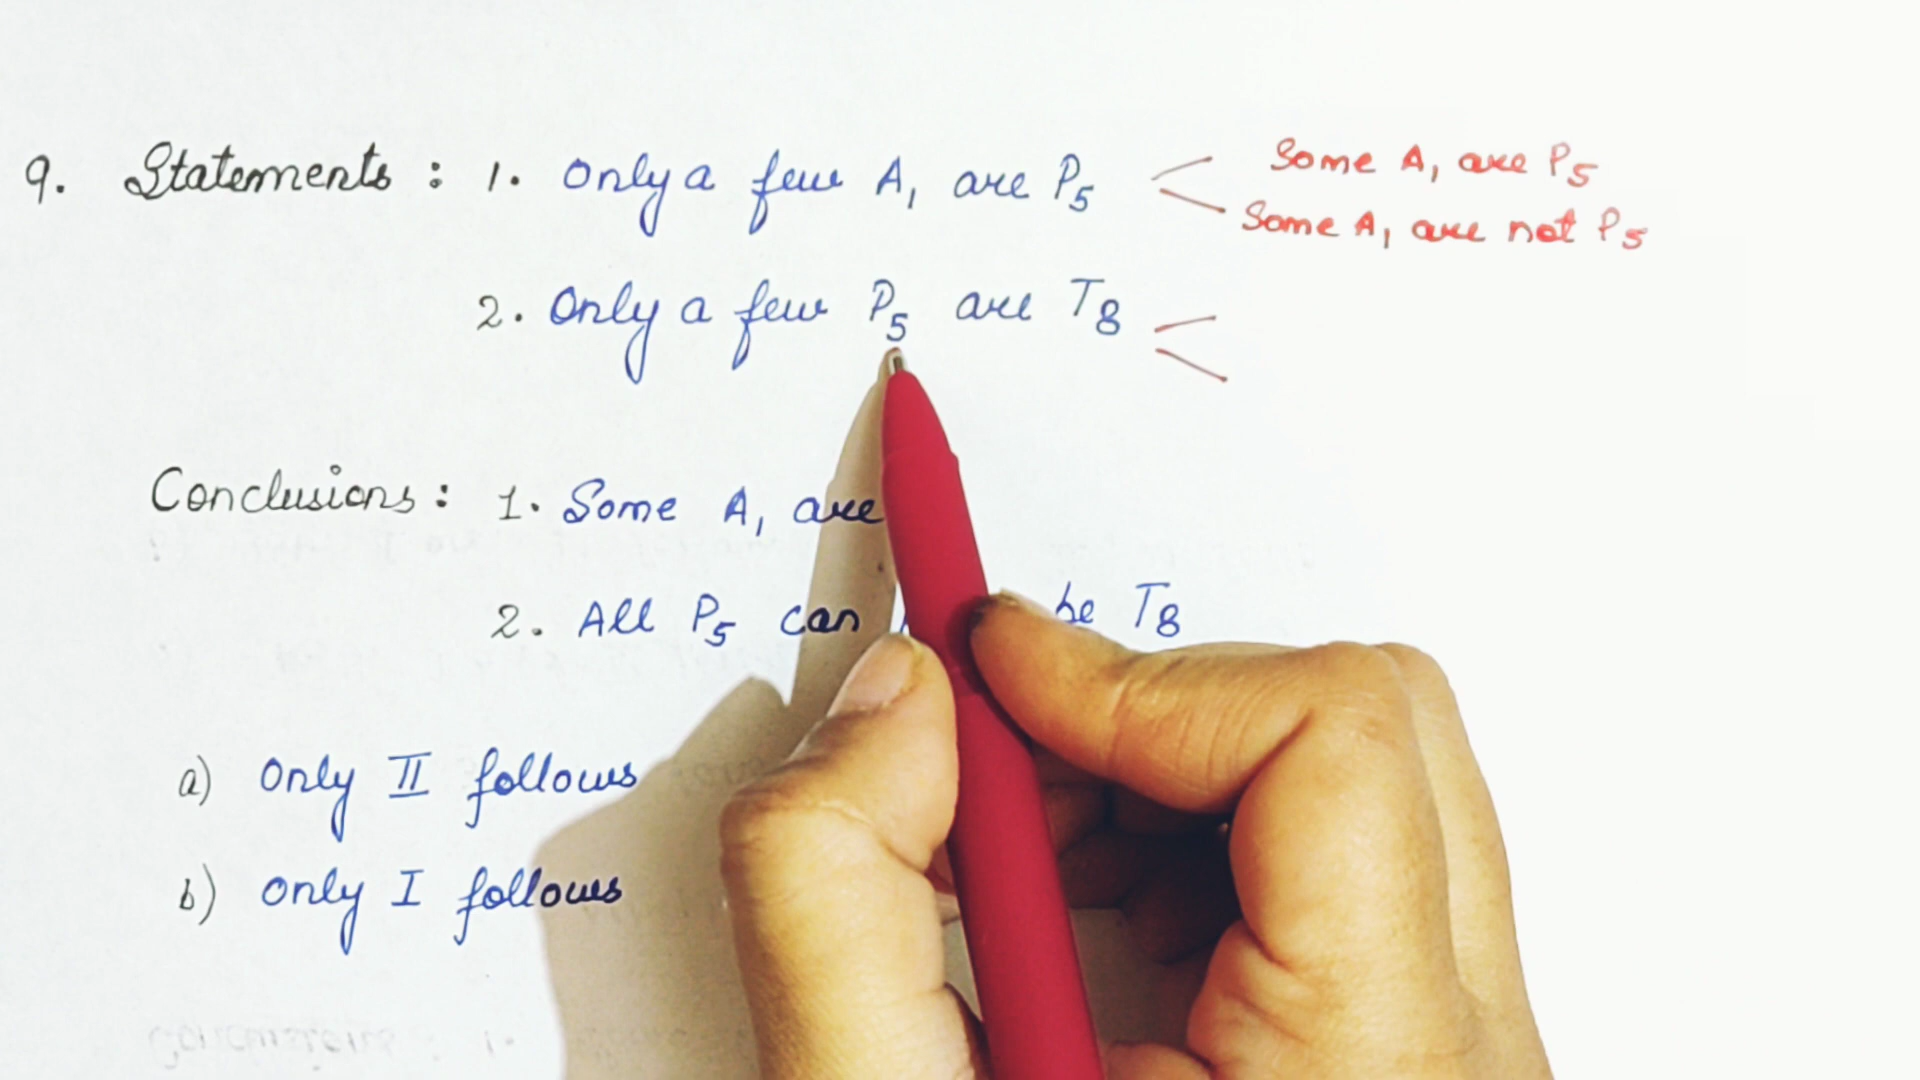 9. Statements : 1. Only a few A₁ are P₅
Some A₁ are P₅
Some A₁ are not P₅
2. Only a few P₅ are T₈
Conclusions : 1. Some A₁ are
2. All P₅ can be T₈
a) Only II follows
b) Only I follows
Conclusions : 1.